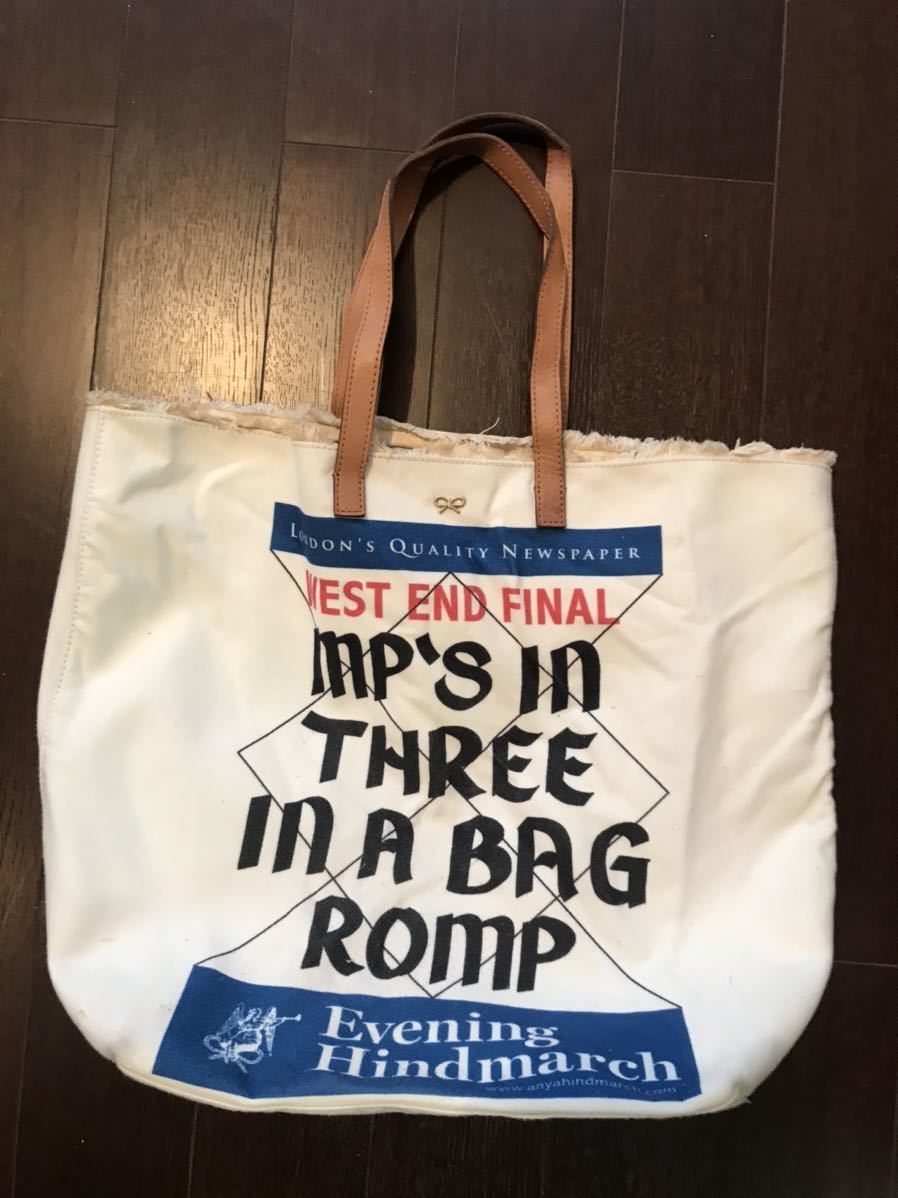 LONDON'S QUALITY NEWSPAPER
WEST END FINAL
MP'S IN
THREE
IN A BAG
ROMP
Evening
Hindmarch
www.anyahindmarch.com